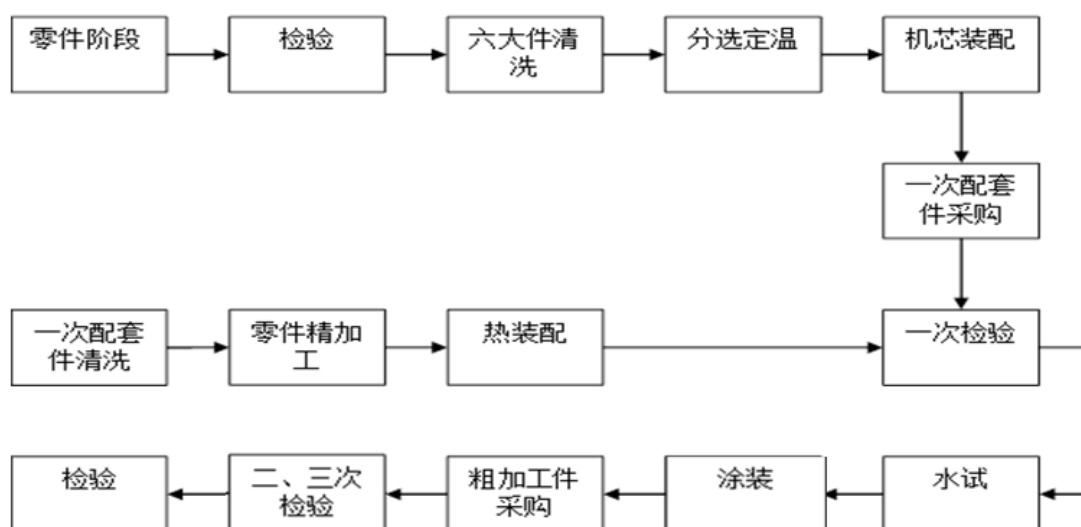 零件阶段
检验
六大件清
洗
分选定温
机芯装配
一次配套
件采购
一次配套
件清洗
零件精加
工
热装配
一次检验
检验
二、三次
检验
粗加工件
采购
涂装
水试